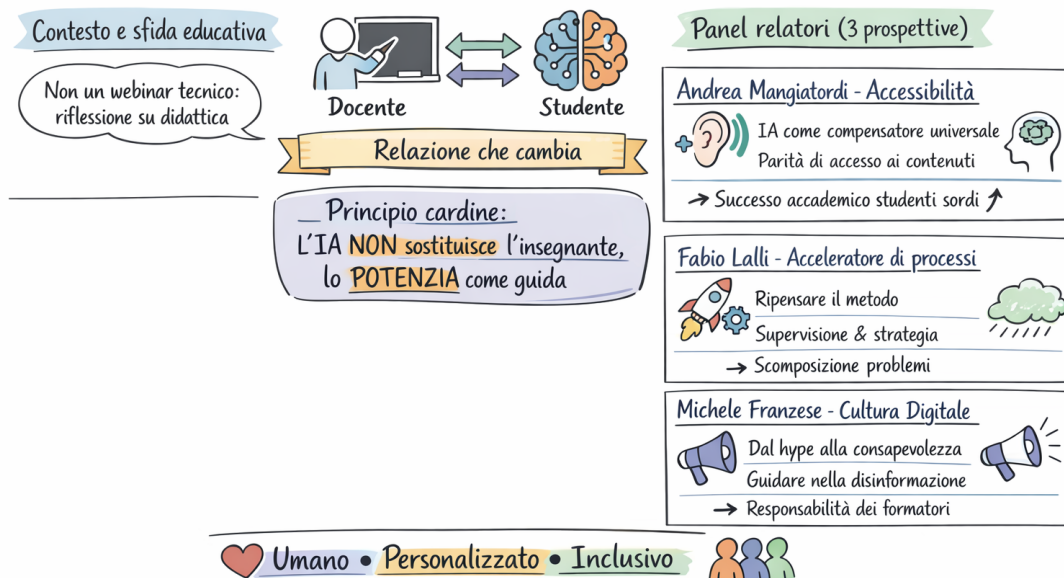 Contesto e sfida educativa
Non un webinar tecnico:
riflessione su didattica
Docente
Studente
Relazione che cambia
Principio cardine:
L'IA NON sostituisce l'insegnante,
lo POTENZIA come guida
Panel relatori (3 prospettive)
Andrea Mangiatordi - Accessibilità
IA come compensatore universale
Parità di accesso ai contenuti
→ Successo accademico studenti sordi
Fabio Lalli - Acceleratore di processi
Ripensare il metodo
Supervisione & strategia
→ Scomposizione problemi
Michele Franzese - Cultura Digitale
Dal hype alla consapevolezza
Guidare nella disinformazione
→ Responsabilità dei formatori
Umano • Personalizzato • Inclusivo